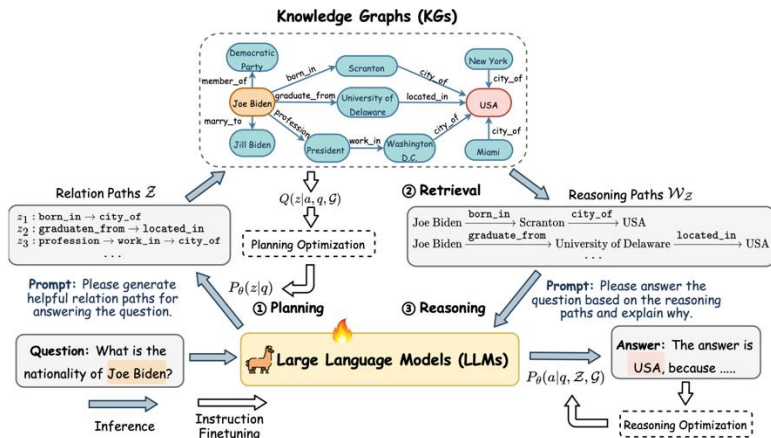 Knowledge Graphs (KGs)
Democratic
Party
member_of
born_in
Scranton
city_of
New York
city_of
Joe Biden
graduate_from
University of
Delaware
located_in
USA
marry_to
profession
city_of
city_of
Jill Biden
President
work_in
Washington
D.C.
Miami
Relation Paths Z
z₁ : born_in → city_of
z₂ : graduaten_from → located_in
z₃ : profession → work_in → city_of
...
Q(z|a, q, G)
Planning Optimization
Pθ(z|q)
② Retrieval
Reasoning Paths W_Z
Joe Biden born_in → Scranton city_of → USA
Joe Biden graduate_from → University of Delaware located_in → USA
...
Prompt: Please generate
helpful relation paths for
answering the question.
① Planning
③ Reasoning
Prompt: Please answer the
question based on the reasoning
paths and explain why.
Question: What is the
nationality of Joe Biden?
Large Language Models (LLMs)
Pθ(a|q, Z, G)
Answer: The answer is
USA, because .....
Inference
Instruction
Finetuning
Reasoning Optimization